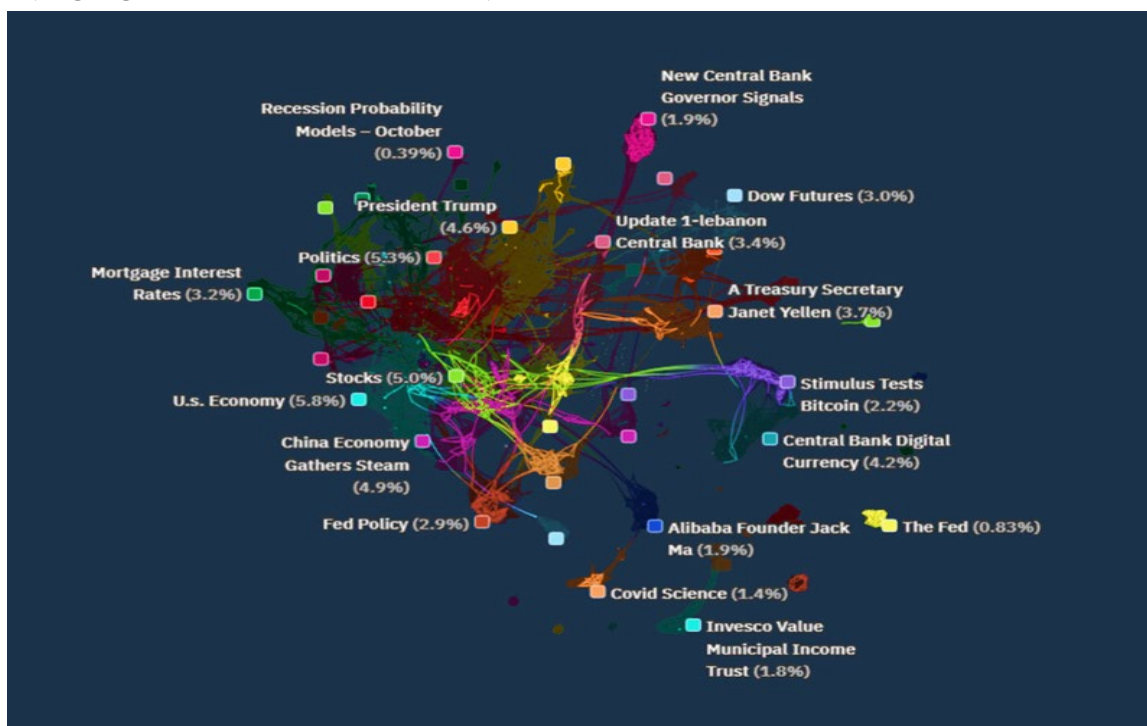 New Central Bank
Governor Signals
(1.9%)
Recession Probability
Models – October
(0.39%)
Dow Futures (3.0%)
President Trump
(4.6%)
Update 1-lebanon
Central Bank (3.4%)
Politics (5.3%)
Mortgage Interest
Rates (3.2%)
A Treasury Secretary
Janet Yellen (3.7%)
Stocks (5.0%)
Stimulus Tests
Bitcoin (2.2%)
U.s. Economy (5.8%)
China Economy
Gathers Steam
(4.9%)
Central Bank Digital
Currency (4.2%)
Fed Policy (2.9%)
Alibaba Founder Jack
Ma (1.9%)
The Fed (0.83%)
Covid Science (1.4%)
Invesco Value
Municipal Income
Trust (1.8%)